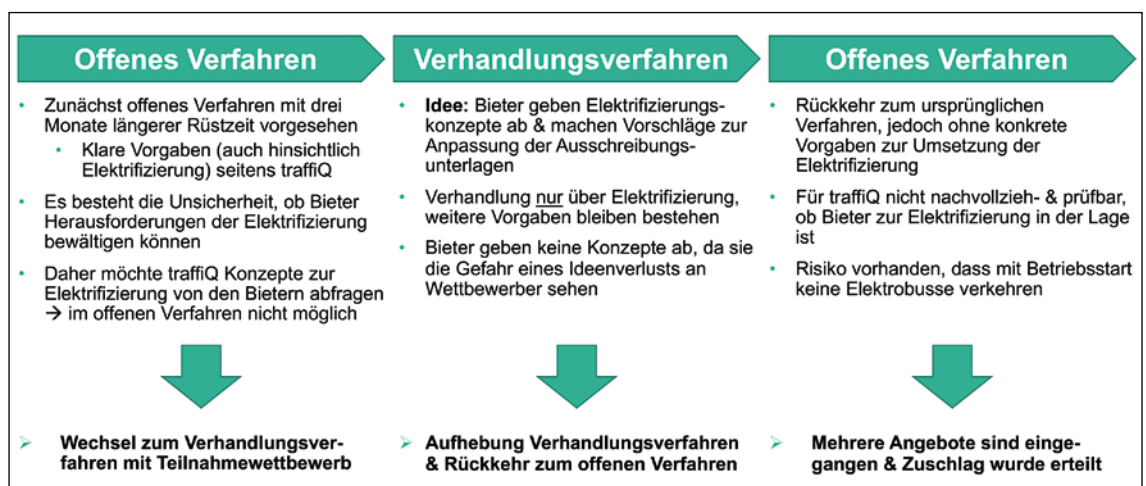 Offenes Verfahren
• Zunächst offenes Verfahren mit drei
Monate längerer Rüstzeit vorgesehen
• Klare Vorgaben (auch hinsichtlich
Elektrifizierung) seitens traffiQ
• Es besteht die Unsicherheit, ob Bieter
Herausforderungen der Elektrifizierung
bewältigen können
• Daher möchte traffiQ Konzepte zur
Elektrifizierung von den Bietern abfragen
→ im offenen Verfahren nicht möglich
➢ Wechsel zum Verhandlungsver-
fahren mit Teilnahmewettbewerb
Verhandlungsverfahren
• Idee: Bieter geben Elektrifizierungs-
konzepte ab & machen Vorschläge zur
Anpassung der Ausschreibungs-
unterlagen
• Verhandlung nur über Elektrifizierung,
weitere Vorgaben bleiben bestehen
• Bieter geben keine Konzepte ab, da sie
die Gefahr eines Ideenverlusts an
Wettbewerber sehen
➢ Aufhebung Verhandlungsverfahren
& Rückkehr zum offenen Verfahren
Offenes Verfahren
• Rückkehr zum ursprünglichen
Verfahren, jedoch ohne konkrete
Vorgaben zur Umsetzung der
Elektrifizierung
• Für traffiQ nicht nachvollzieh- & prüfbar,
ob Bieter zur Elektrifizierung in der Lage
ist
• Risiko vorhanden, dass mit Betriebsstart
keine Elektrobusse verkehren
➢ Mehrere Angebote sind einge-
gangen & Zuschlag wurde erteilt